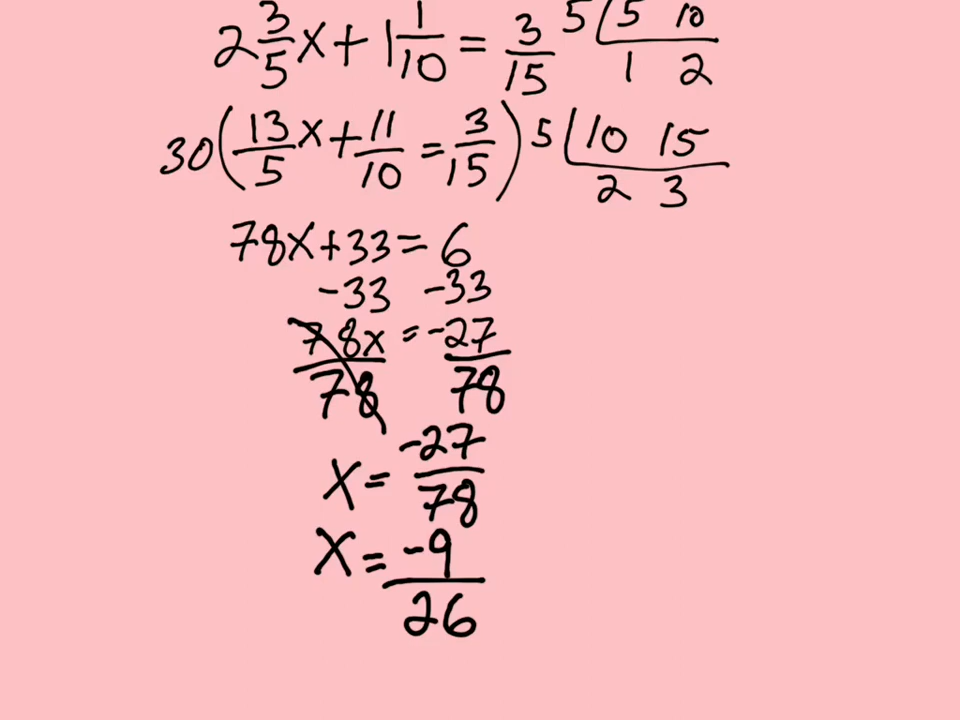 2 3/5 x + 1 1/10 = 3/15 5 ( 5 10
1 2
30 ( 13/5 x + 11/10 = 3/15 ) 5 ( 10 15
2 3
78x + 33 = 6
-33 -33
78x/78 = -27/78
x = -27/78
x = -9/26